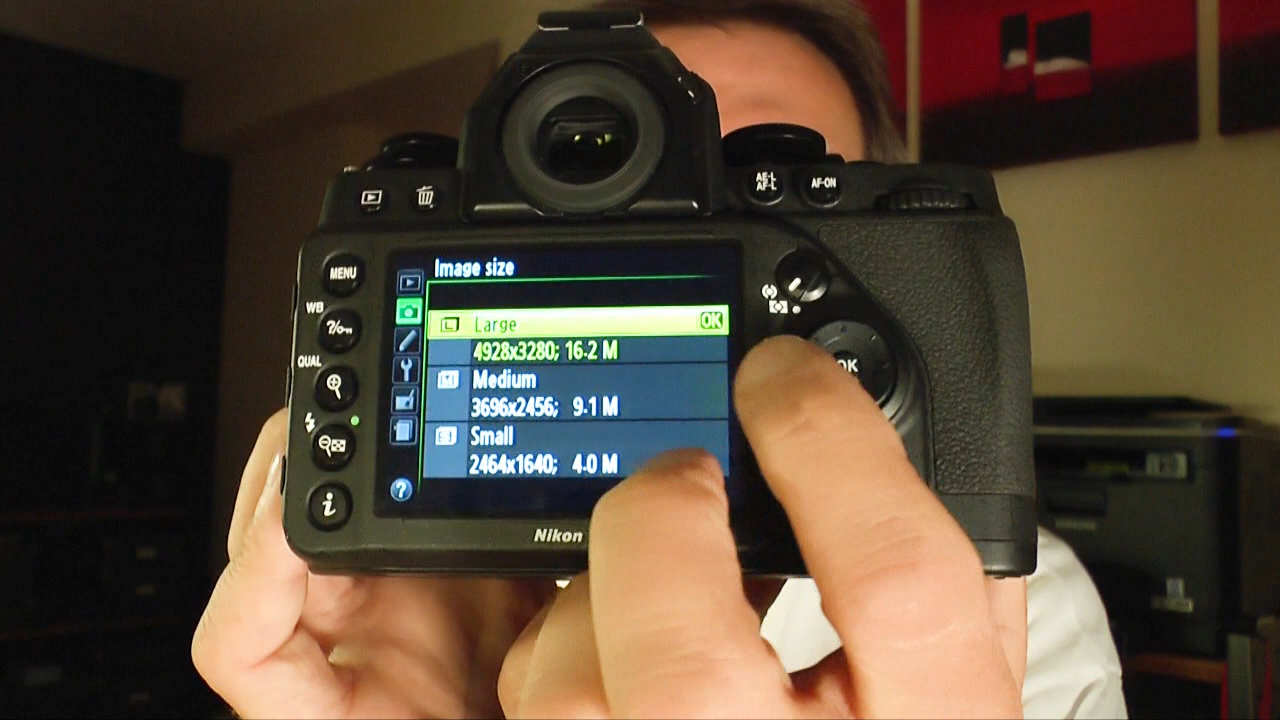 AE-L
AF-L
AF-ON
MENU
WB
?
QUAL
i
Image size
L Large OK
4928x3280; 16.2 M
M Medium
3696x2456; 9.1 M
S Small
2464x1640; 4.0 M
?
OK
Nikon